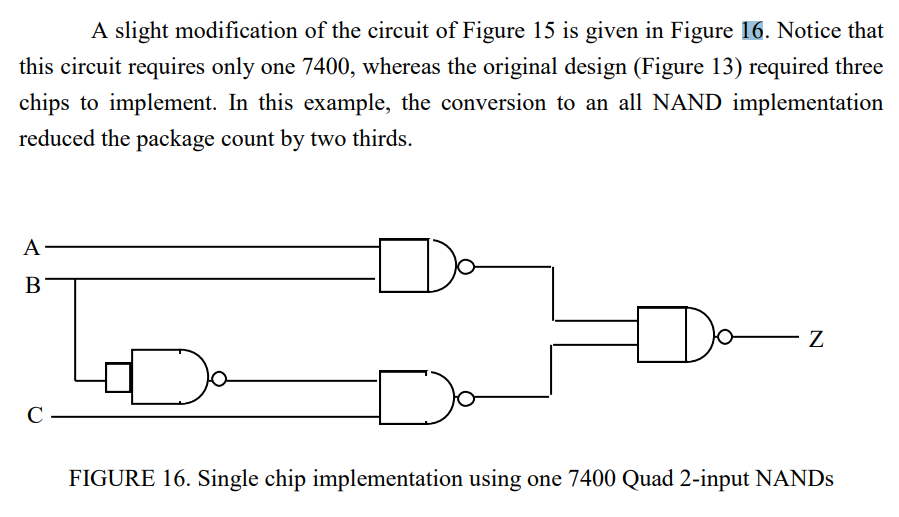 A slight modification of the circuit of Figure 15 is given in Figure 16. Notice that
this circuit requires only one 7400, whereas the original design (Figure 13) required three
chips to implement. In this example, the conversion to an all NAND implementation
reduced the package count by two thirds.
A
B
Z
C
FIGURE 16. Single chip implementation using one 7400 Quad 2-input NANDs